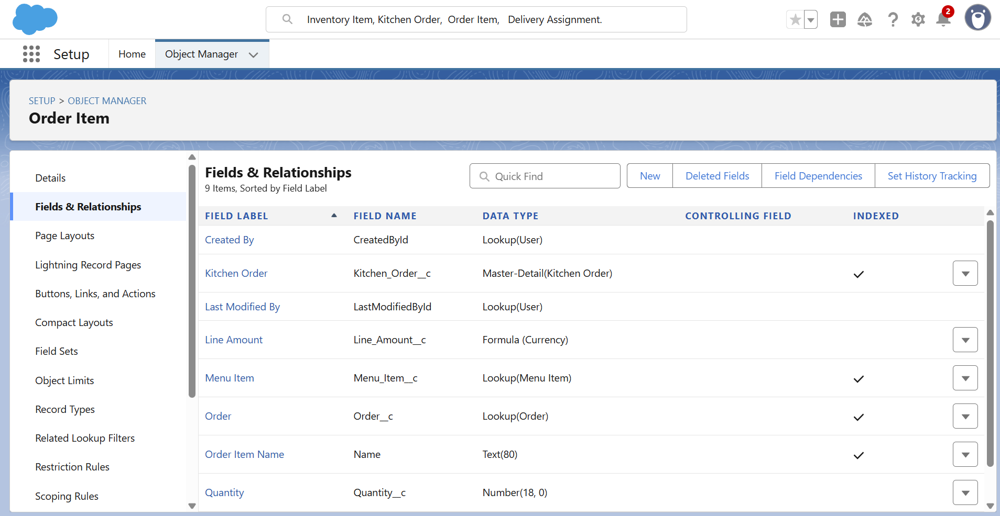 Inventory Item, Kitchen Order,  Order Item,   Delivery Assignment.
2
Setup
Home
Object Manager
SETUP > OBJECT MANAGER
Order Item
Details
Fields & Relationships
Page Layouts
Lightning Record Pages
Buttons, Links, and Actions
Compact Layouts
Field Sets
Object Limits
Record Types
Related Lookup Filters
Restriction Rules
Scoping Rules
Fields & Relationships
9 Items, Sorted by Field Label
Quick Find
New
Deleted Fields
Field Dependencies
Set History Tracking
FIELD LABEL FIELD NAME DATA TYPE CONTROLLING FIELD INDEXED
Created By CreatedById Lookup(User)
Kitchen Order Kitchen_Order__c Master-Detail(Kitchen Order)
Last Modified By LastModifiedById Lookup(User)
Line Amount Line_Amount__c Formula (Currency)
Menu Item Menu_Item__c Lookup(Menu Item)
Order Order__c Lookup(Order)
Order Item Name Name Text(80)
Quantity Quantity__c Number(18, 0)